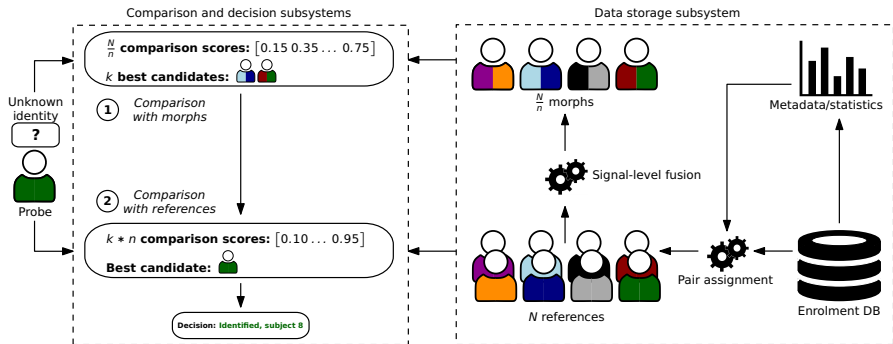 Comparison and decision subsystems
N/n comparison scores: [0.15 0.35 ... 0.75]
k best candidates:
1 Comparison
with morphs
Unknown
identity
?
Probe
2 Comparison
with references
k * n comparison scores: [0.10 ... 0.95]
Best candidate:
Decision: Identified, subject 8
Data storage subsystem
N/n morphs
Metadata/statistics
Signal-level fusion
Pair assignment
N references
Enrolment DB